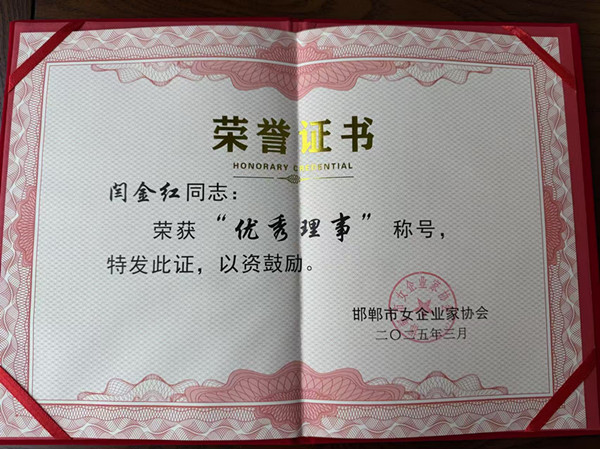 荣誉证书
HONORARY CREDENTIAL
闫金红同志：
荣获“优秀理事”称号，
特发此证，以资鼓励。
邯郸市女企业家协会
二〇二五年三月